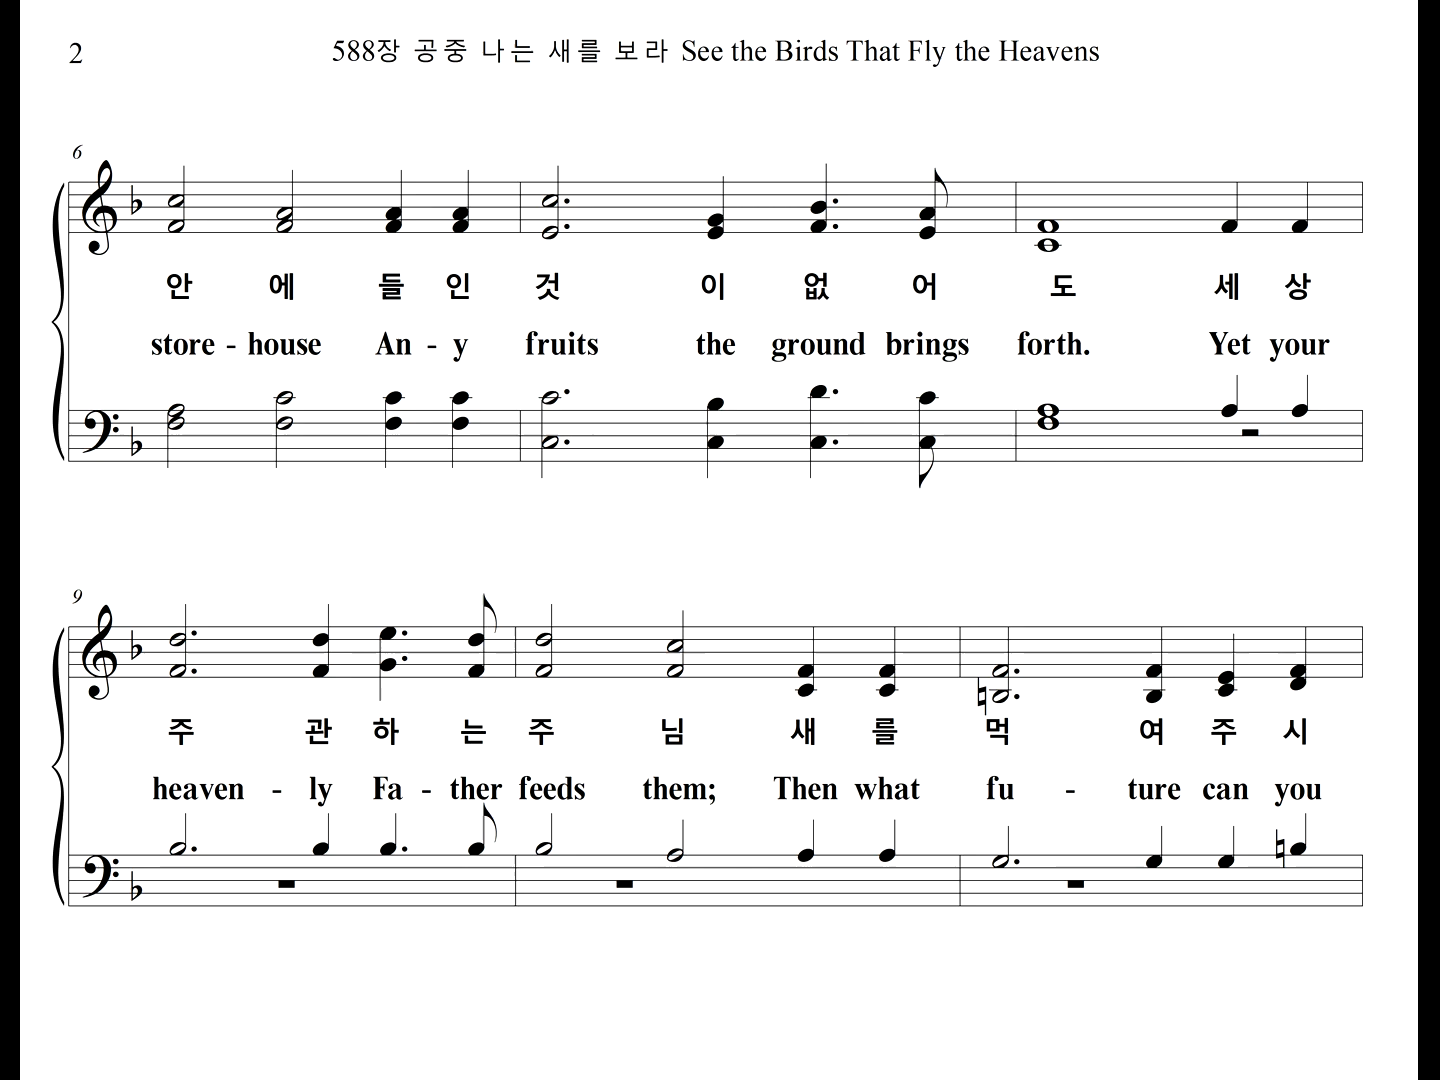 2
588장 공중 나는 새를 보라 See the Birds That Fly the Heavens
6
안 에 들 인 것 이 없 어 도 세 상
store - house An - y fruits the ground brings forth. Yet your
9
주 관 하 는 주 님 새 를 먹 여 주 시
heaven - ly Fa - ther feeds them; Then what fu - ture can you